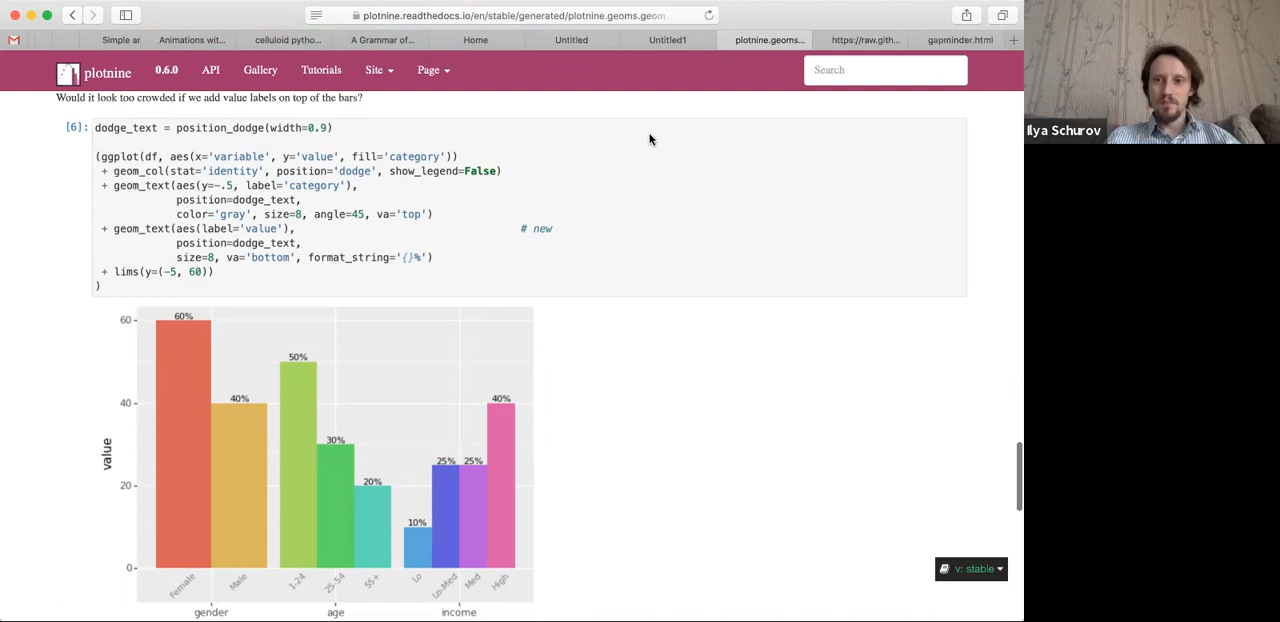 plotnine.readthedocs.io/en/stable/generated/plotnine.geoms.geom
Simple ar
Animations wit...
celluloid pytho...
A Grammar of...
Home
Untitled
Untitled1
plotnine.geoms...
https://raw.gith...
gapminder.html
plotnine
0.6.0
API
Gallery
Tutorials
Site
Page
Search
Ilya Schurov
Would it look too crowded if we add value labels on top of the bars?
[6]: dodge_text = position_dodge(width=0.9)
(ggplot(df, aes(x='variable', y='value', fill='category'))
+ geom_col(stat='identity', position='dodge', show_legend=False)
+ geom_text(aes(y=-.5, label='category'),
position=dodge_text,
color='gray', size=8, angle=45, va='top')
+ geom_text(aes(label='value'), # new
position=dodge_text,
size=8, va='bottom', format_string='{}%')
+ lims(y=(-5, 60))
)
60
40
20
0
value
60%
40%
50%
30%
20%
10%
25%
25%
40%
Female
Male
1-24
25-54
55+
Lo
Lo-Med
Med
High
gender
age
income
v: stable